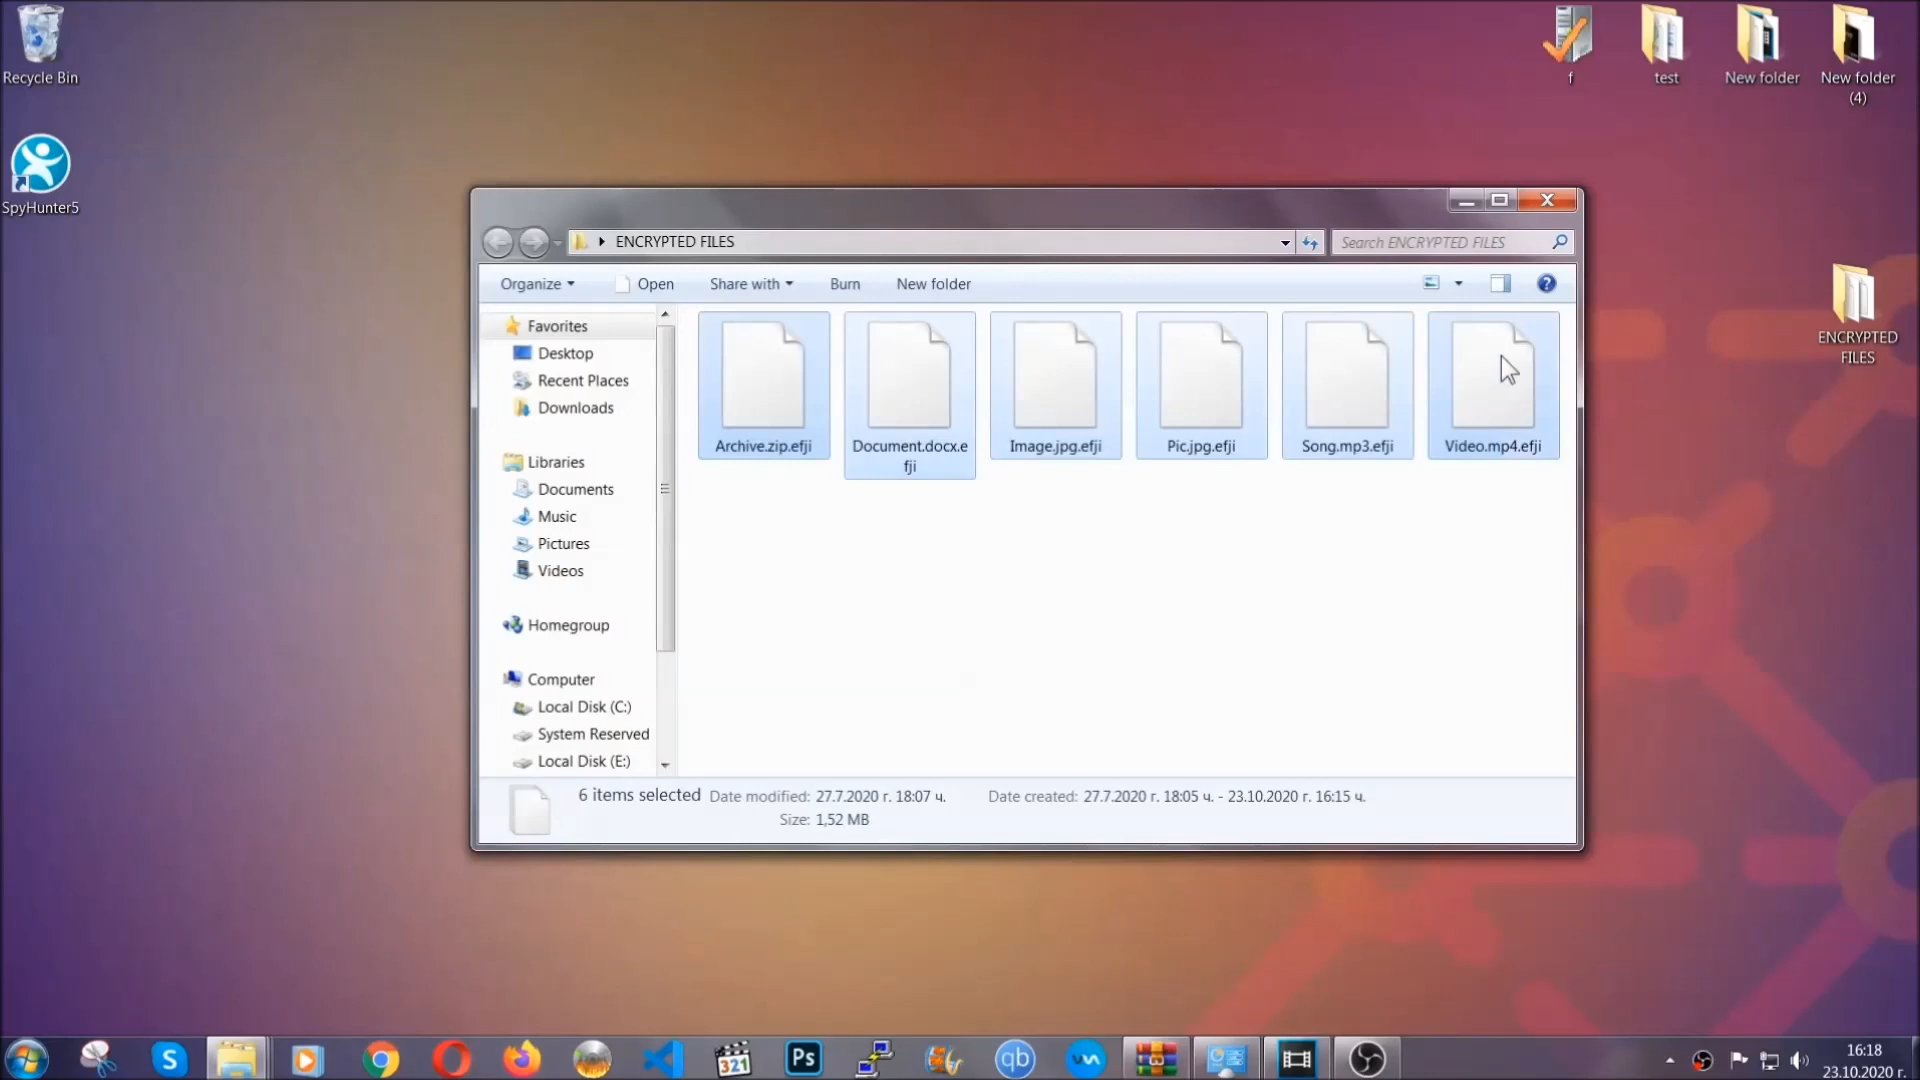 Recycle Bin
SpyHunter5
f
test
New folder
New folder
(4)
ENCRYPTED
FILES
ENCRYPTED FILES
Search ENCRYPTED FILES
Organize
Open
Share with
Burn
New folder
Favorites
Desktop
Recent Places
Downloads
Libraries
Documents
Music
Pictures
Videos
Homegroup
Computer
Local Disk (C:)
System Reserved
Local Disk (E:)
Archive.zip.efji
Document.docx.e
fji
Image.jpg.efji
Pic.jpg.efji
Song.mp3.efji
Video.mp4.efji
6 items selected
Date modified: 27.7.2020 г. 18:07 ч.
Date created: 27.7.2020 г. 18:05 ч. - 23.10.2020 г. 16:15 ч.
Size: 1,52 MB
S
321
Ps
qb
16:18
23.10.2020 г.